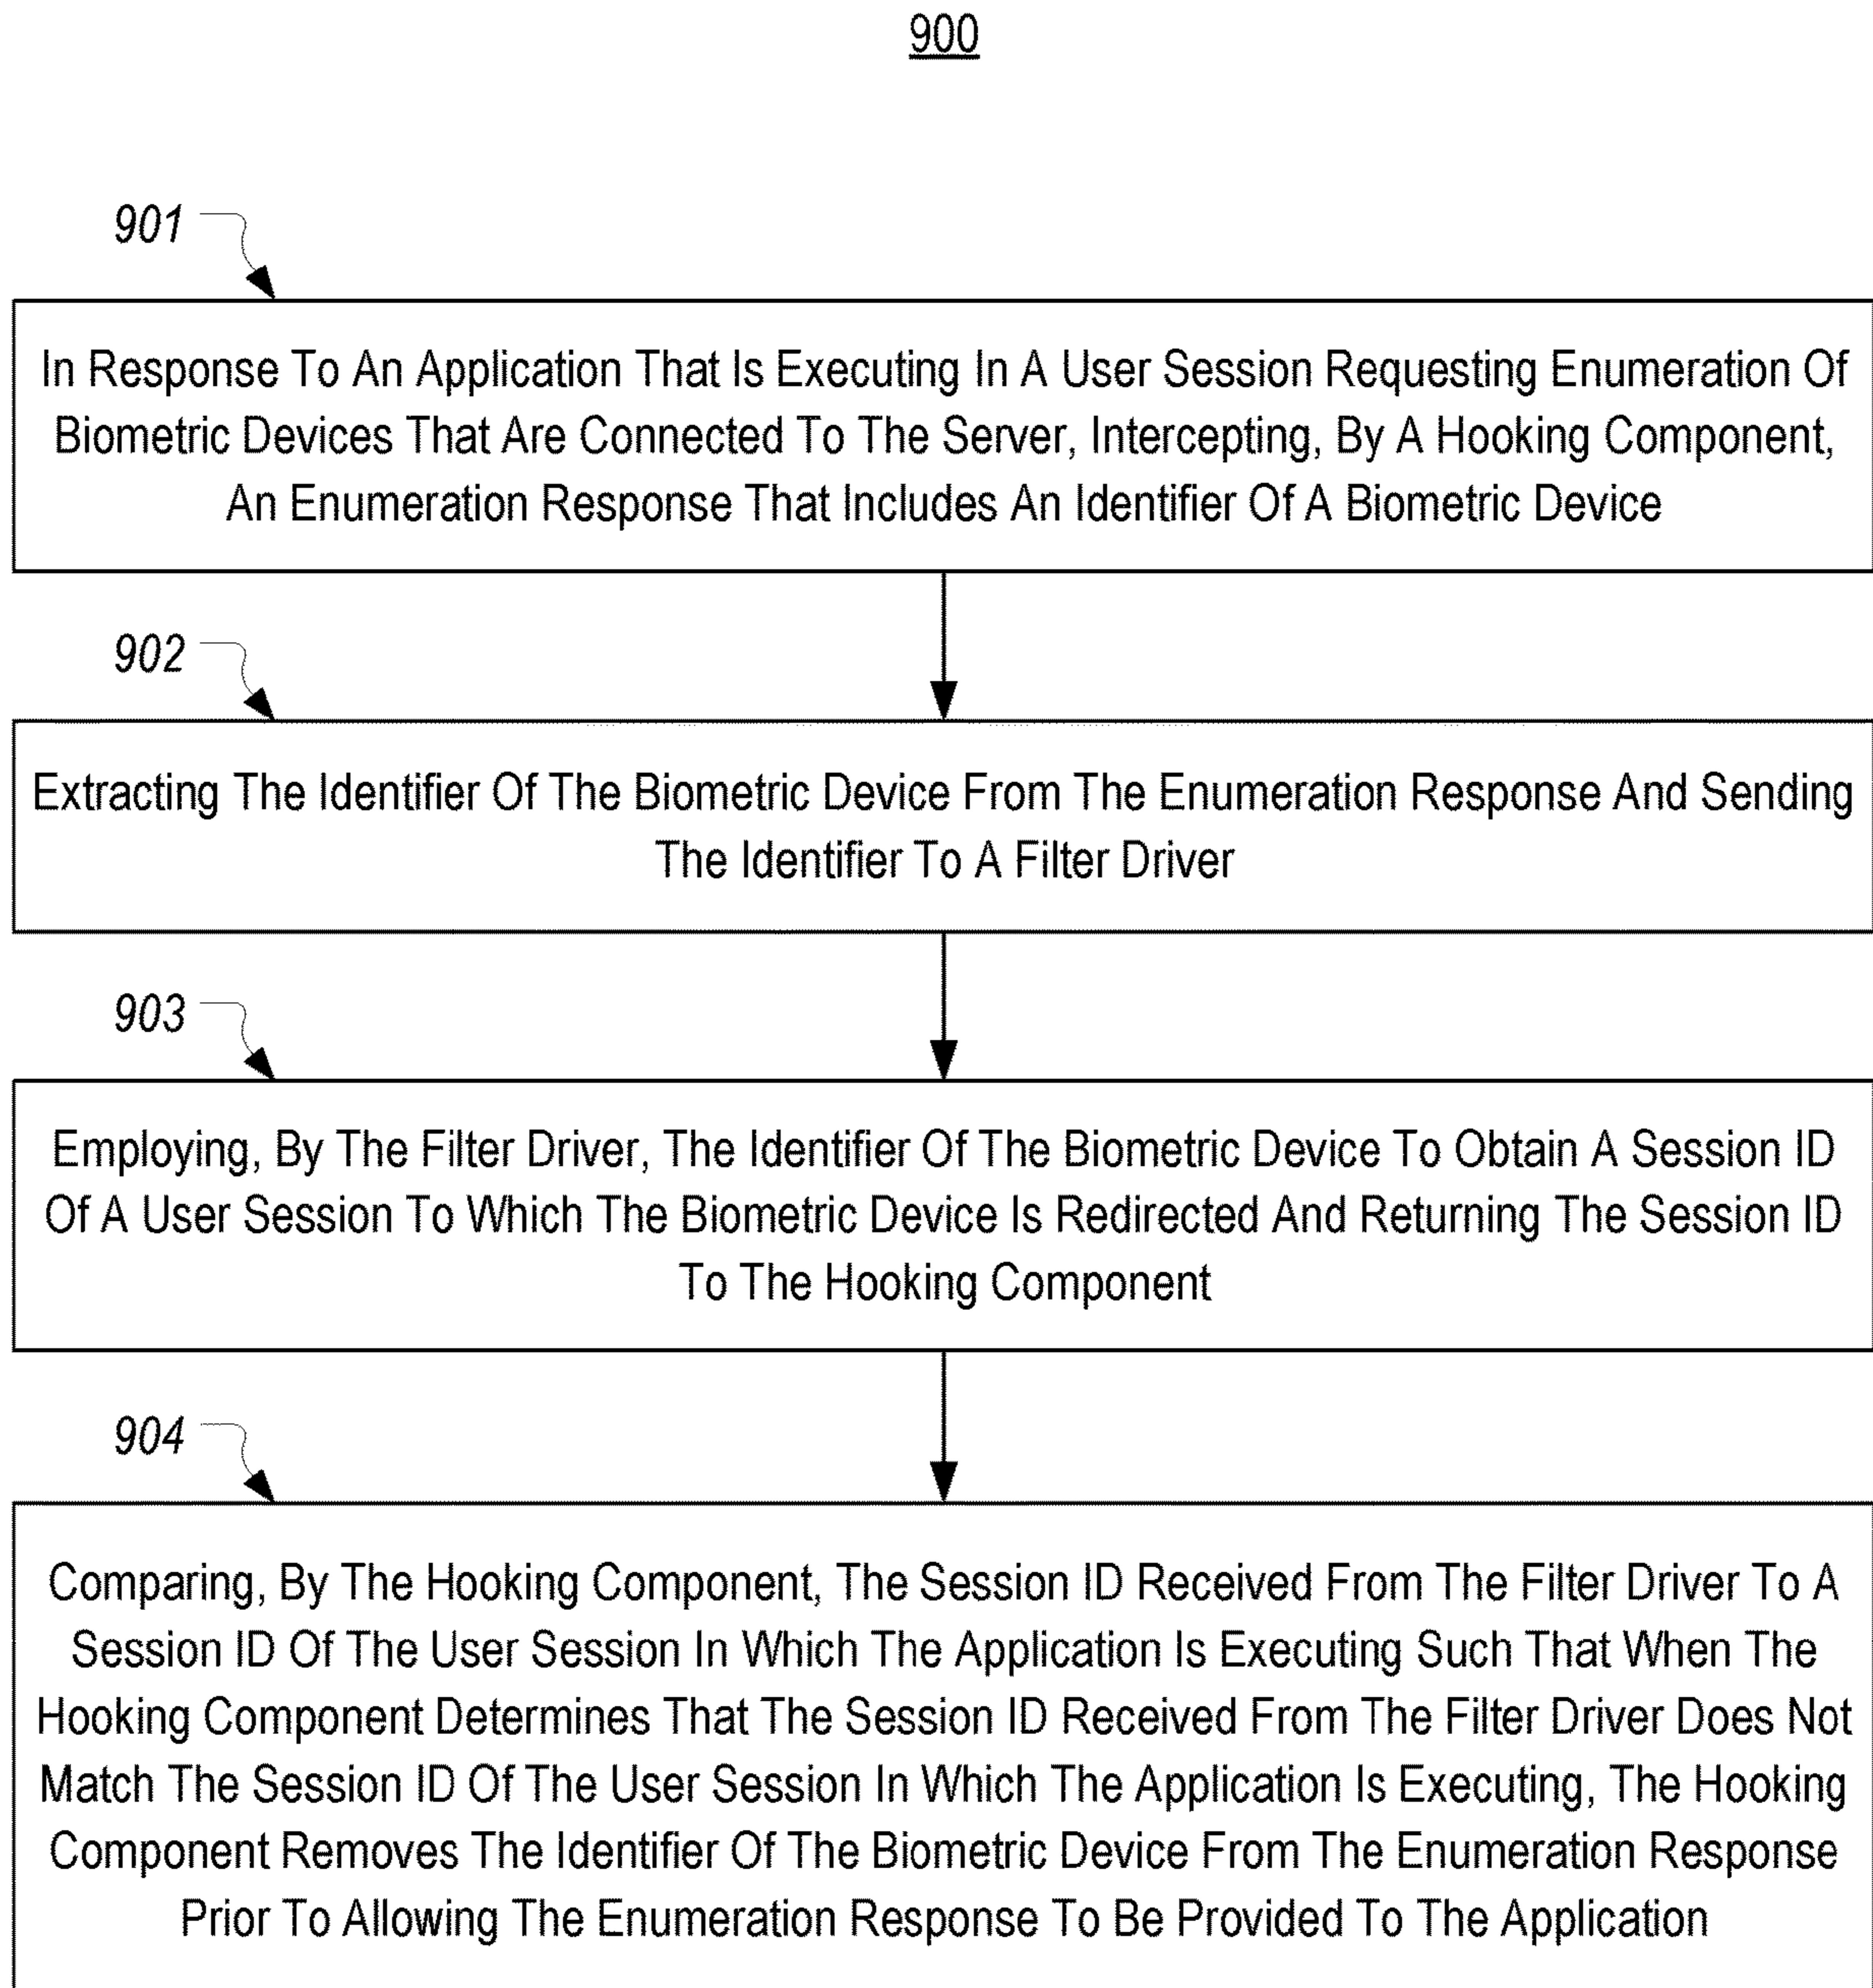 900
901
In Response To An Application That Is Executing In A User Session Requesting Enumeration Of
Biometric Devices That Are Connected To The Server, Intercepting, By A Hooking Component,
An Enumeration Response That Includes An Identifier Of A Biometric Device
902
Extracting The Identifier Of The Biometric Device From The Enumeration Response And Sending
The Identifier To A Filter Driver
903
Employing, By The Filter Driver, The Identifier Of The Biometric Device To Obtain A Session ID
Of A User Session To Which The Biometric Device Is Redirected And Returning The Session ID
To The Hooking Component
904
Comparing, By The Hooking Component, The Session ID Received From The Filter Driver To A
Session ID Of The User Session In Which The Application Is Executing Such That When The
Hooking Component Determines That The Session ID Received From The Filter Driver Does Not
Match The Session ID Of The User Session In Which The Application Is Executing, The Hooking
Component Removes The Identifier Of The Biometric Device From The Enumeration Response
Prior To Allowing The Enumeration Response To Be Provided To The Application